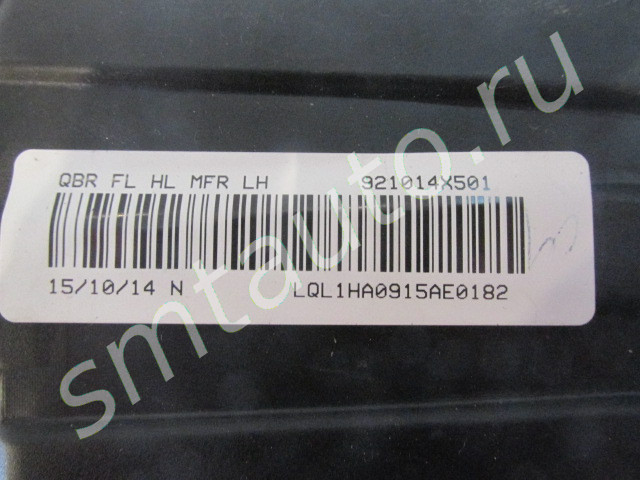 QBR FL HL MFR LH 921014X501
15/10/14 N LQL1HA0915AE0182
smtauto.ru